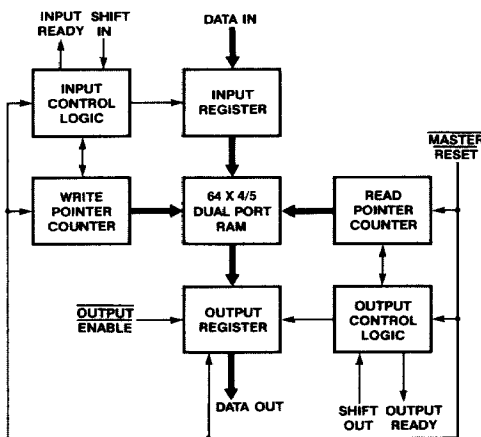 INPUT
READY
SHIFT
IN
DATA IN
INPUT
CONTROL
LOGIC
INPUT
REGISTER
MASTER
RESET
WRITE
POINTER
COUNTER
64 X 4/5
DUAL PORT
RAM
READ
POINTER
COUNTER
OUTPUT
ENABLE
OUTPUT
REGISTER
OUTPUT
CONTROL
LOGIC
DATA OUT
SHIFT
OUT
OUTPUT
READY